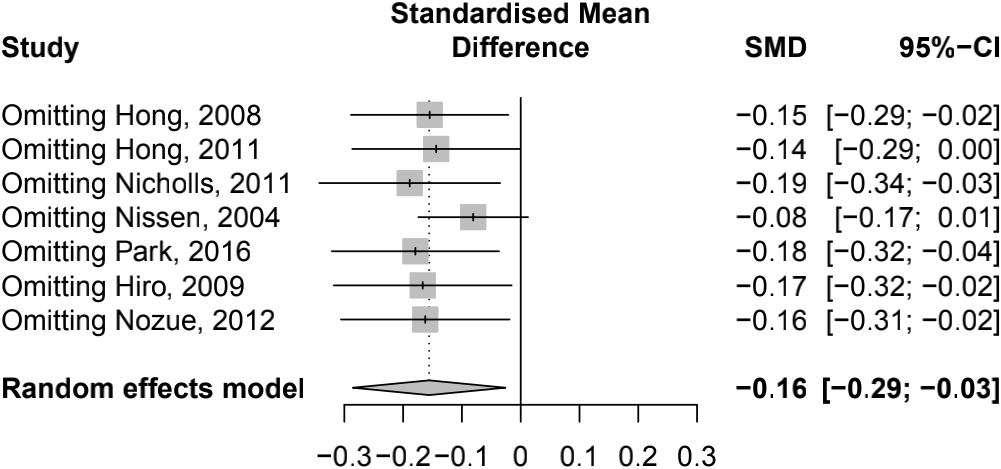 Standardised Mean
Study Difference SMD 95%−CI
Omitting Hong, 2008 −0.15 [−0.29; −0.02]
Omitting Hong, 2011 −0.14 [−0.29; 0.00]
Omitting Nicholls, 2011 −0.19 [−0.34; −0.03]
Omitting Nissen, 2004 −0.08 [−0.17; 0.01]
Omitting Park, 2016 −0.18 [−0.32; −0.04]
Omitting Hiro, 2009 −0.17 [−0.32; −0.02]
Omitting Nozue, 2012 −0.16 [−0.31; −0.02]
Random effects model −0.16 [−0.29; −0.03]
−0.3 −0.2 −0.1 0 0.1 0.2 0.3